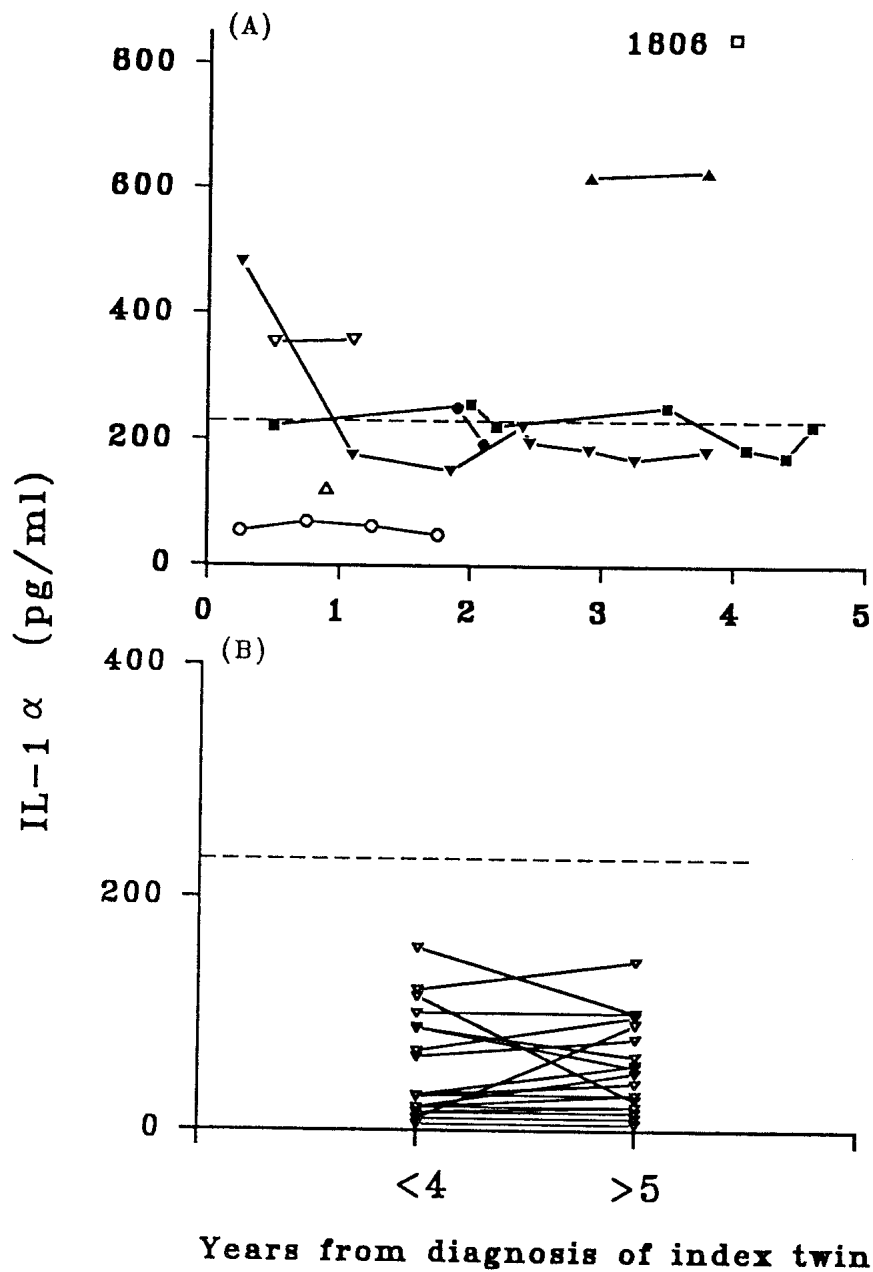 (A)
1806
800
600
400
200
0
0 1 2 3 4 5
IL-1 α (pg/ml)
(B)
400
200
0
<4 >5
Years from diagnosis of index twin